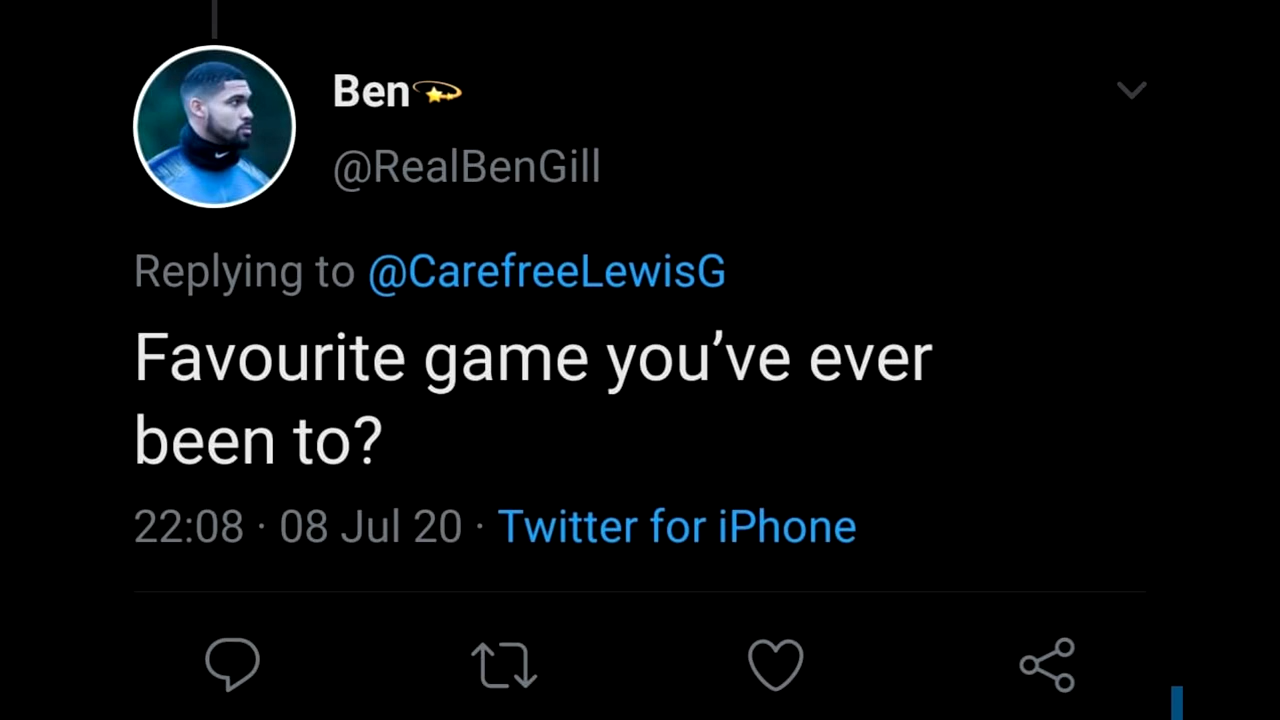 Ben💫
@RealBenGill
Replying to @CarefreeLewisG
Favourite game you’ve ever
been to?
22:08 · 08 Jul 20 · Twitter for iPhone